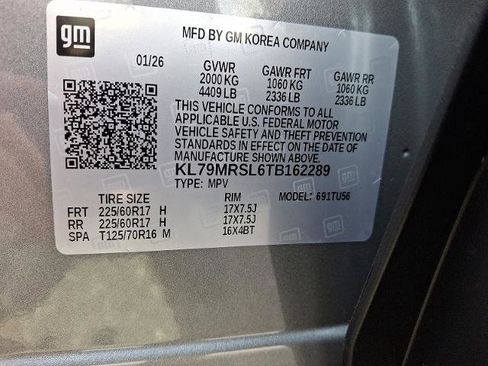 gm
MFD BY GM KOREA COMPANY
01/26 GVWR GAWR FRT GAWR RR
2000 KG 1060 KG 1060 KG
4409 LB 2336 LB 2336 LB
THIS VEHICLE CONFORMS TO ALL
APPLICABLE U.S. FEDERAL MOTOR
VEHICLE SAFETY AND THEFT PREVENTION
STANDARDS IN EFFECT ON THE DATE OF
MANUFACTURE SHOWN ABOVE.
KL79MRSL6TB162289
TYPE: MPV MODEL: 691TU56
TIRE SIZE RIM
FRT 225/60R17 H 17X7.5J
RR 225/60R17 H 17X7.5J
SPA T125/70R16 M 16X4BT